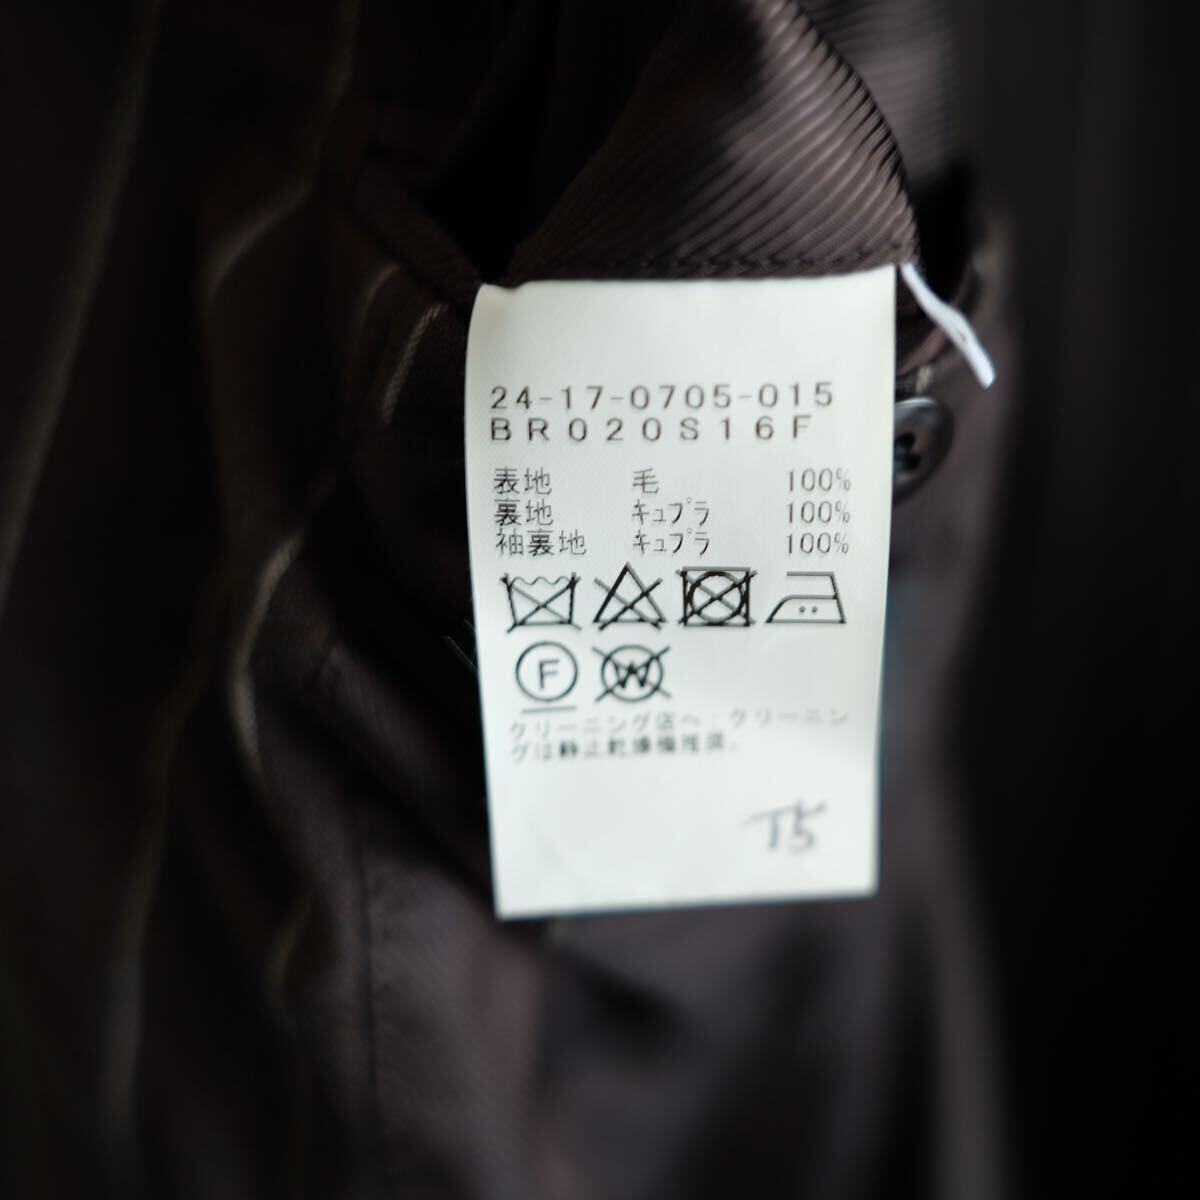 24-17-0705-015
BR020S16F
表地 毛 100%
裏地 キュプラ 100%
袖裏地 キュプラ 100%
F W
クリーニング店へ:クリーニン
グは静止乾燥機推奨。
T5